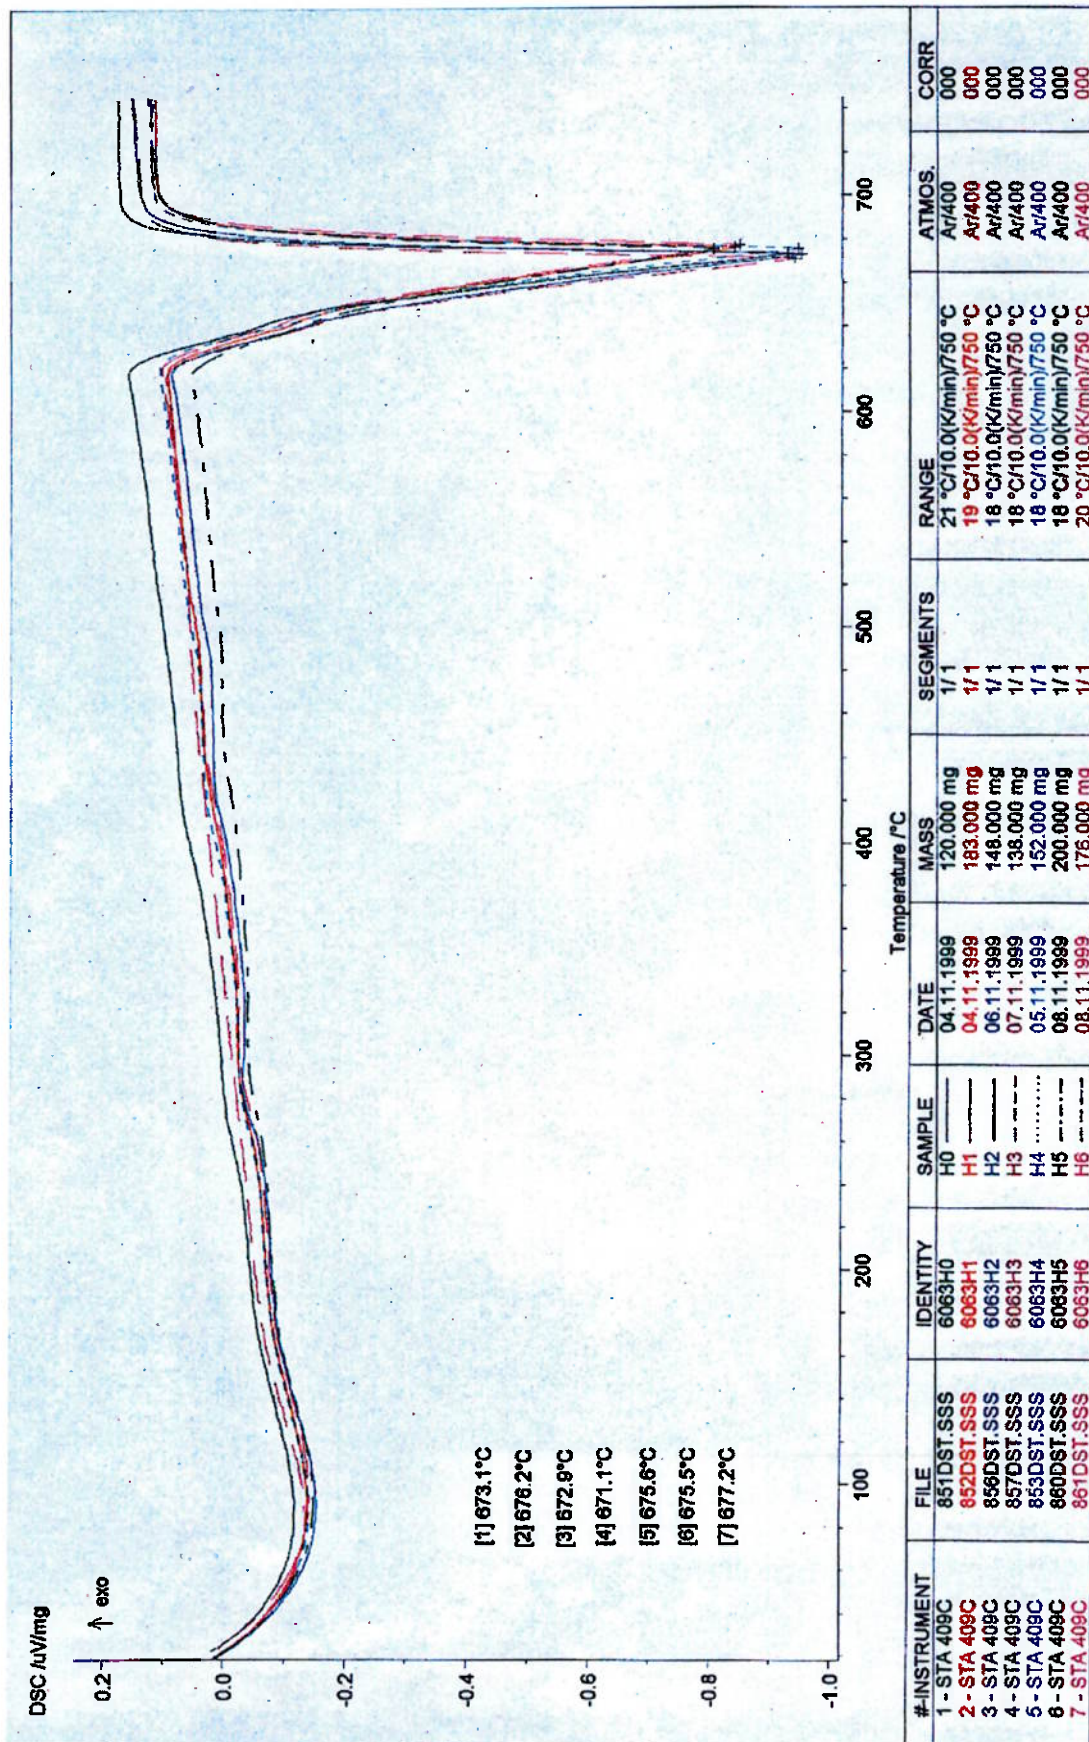 DSC /uV/mg
↑ exo
0.2
0.0
-0.2
-0.4
-0.6
-0.8
-1.0
[1] 673.1°C
[2] 676.2°C
[3] 672.9°C
[4] 671.1°C
[5] 675.6°C
[6] 675.5°C
[7] 677.2°C
100 200 300 400 500 600 700
Temperature /°C
#-INSTRUMENT FILE IDENTITY SAMPLE DATE MASS SEGMENTS RANGE ATMOS. CORR
1 - STA 409C 851DST.SSS 6063H0 H0 04.11.1999 120.000 mg 1/1 21 °C/10.0(K/min)/750 °C Ar/400 000
2 - STA 409C 852DST.SSS 6063H1 H1 04.11.1999 183.000 mg 1/1 19 °C/10.0(K/min)/750 °C Ar/400 000
3 - STA 409C 856DST.SSS 6063H2 H2 06.11.1999 148.000 mg 1/1 18 °C/10.0(K/min)/750 °C Ar/400 000
4 - STA 409C 857DST.SSS 6063H3 H3 07.11.1999 138.000 mg 1/1 18 °C/10.0(K/min)/750 °C Ar/400 000
5 - STA 409C 853DST.SSS 6063H4 H4 05.11.1999 152.000 mg 1/1 18 °C/10.0(K/min)/750 °C Ar/400 000
6 - STA 409C 860DST.SSS 6063H5 H5 08.11.1999 200.000 mg 1/1 18 °C/10.0(K/min)/750 °C Ar/400 000
7 - STA 409C 861DST.SSS 6063H6 H6 08.11.1999 176.000 mg 1/1 20 °C/10.0(K/min)/750 °C Ar/400 000